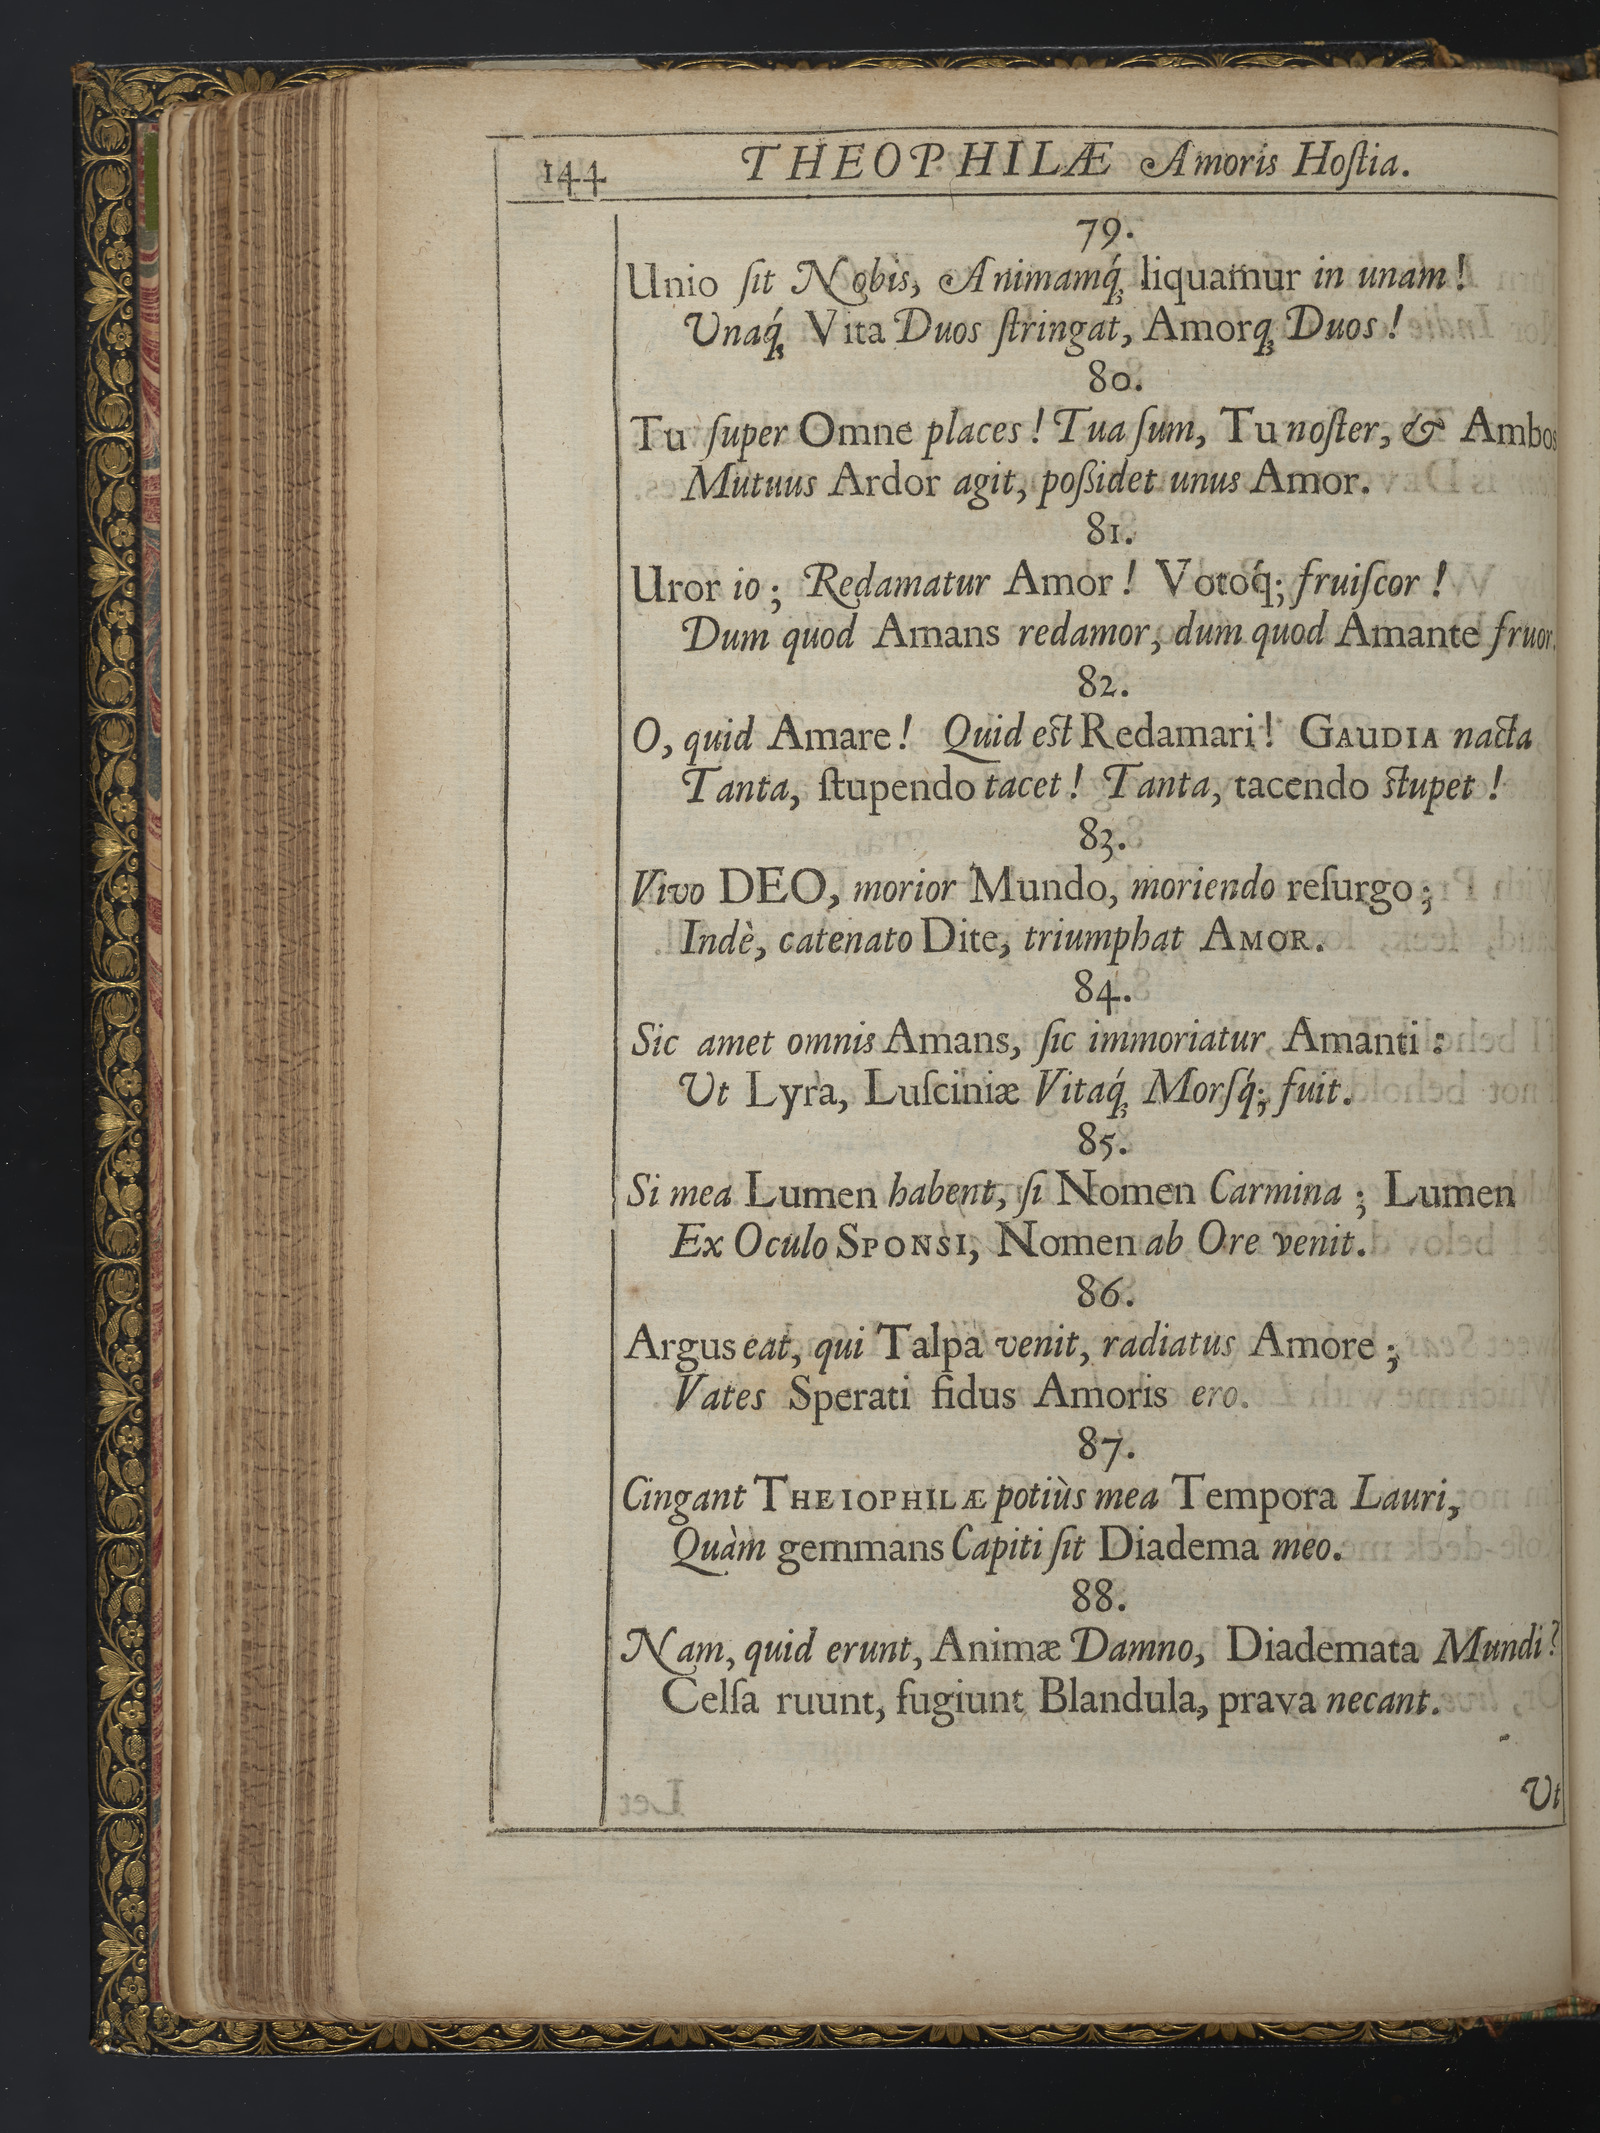 144 THEOPHILÆ Amoris Hoſtia.
79.
Unio ſit Nobis, Animamq́ꝫ liquamur in unam!
Unaq́ꝫ Vita Duos ſtringat, Amorqꝫ Duos!
80.
Tu ſuper Omne places! Tua ſum, Tu noſter, & Ambos
Mutuus Ardor agit, poſsidet unus Amor.
81.
Uror io; Redamatur Amor! Votoq́; fruiſcor!
Dum quod Amans redamor, dum quod Amante fruor.
82.
O, quid Amare! Quid eſt Redamari! GAUDIA nacta
Tanta, ſtupendo tacet! Tanta, tacendo ſtupet!
83.
Vivo DEO, morior Mundo, moriendo reſurgo;
Indè, catenato Dite, triumphat AMOR.
84.
Sic amet omnis Amans, ſic immoriatur Amanti:
Ut Lyra, Luſciniæ Vitaq́ꝫ Morſq́; fuit.
85.
Si mea Lumen habent, ſi Nomen Carmina; Lumen
Ex Oculo SPONSI, Nomen ab Ore venit.
86.
Argus eat, qui Talpa venit, radiatus Amore;
Vates Sperati fidus Amoris ero.
87.
Cingant THEIOPHILÆ potiùs mea Tempora Lauri,
Quàm gemmans Capiti ſit Diadema meo.
88.
Nam, quid erunt, Animæ Damno, Diademata Mundi?
Celſa ruunt, fugiunt Blandula, prava necant.
Ut